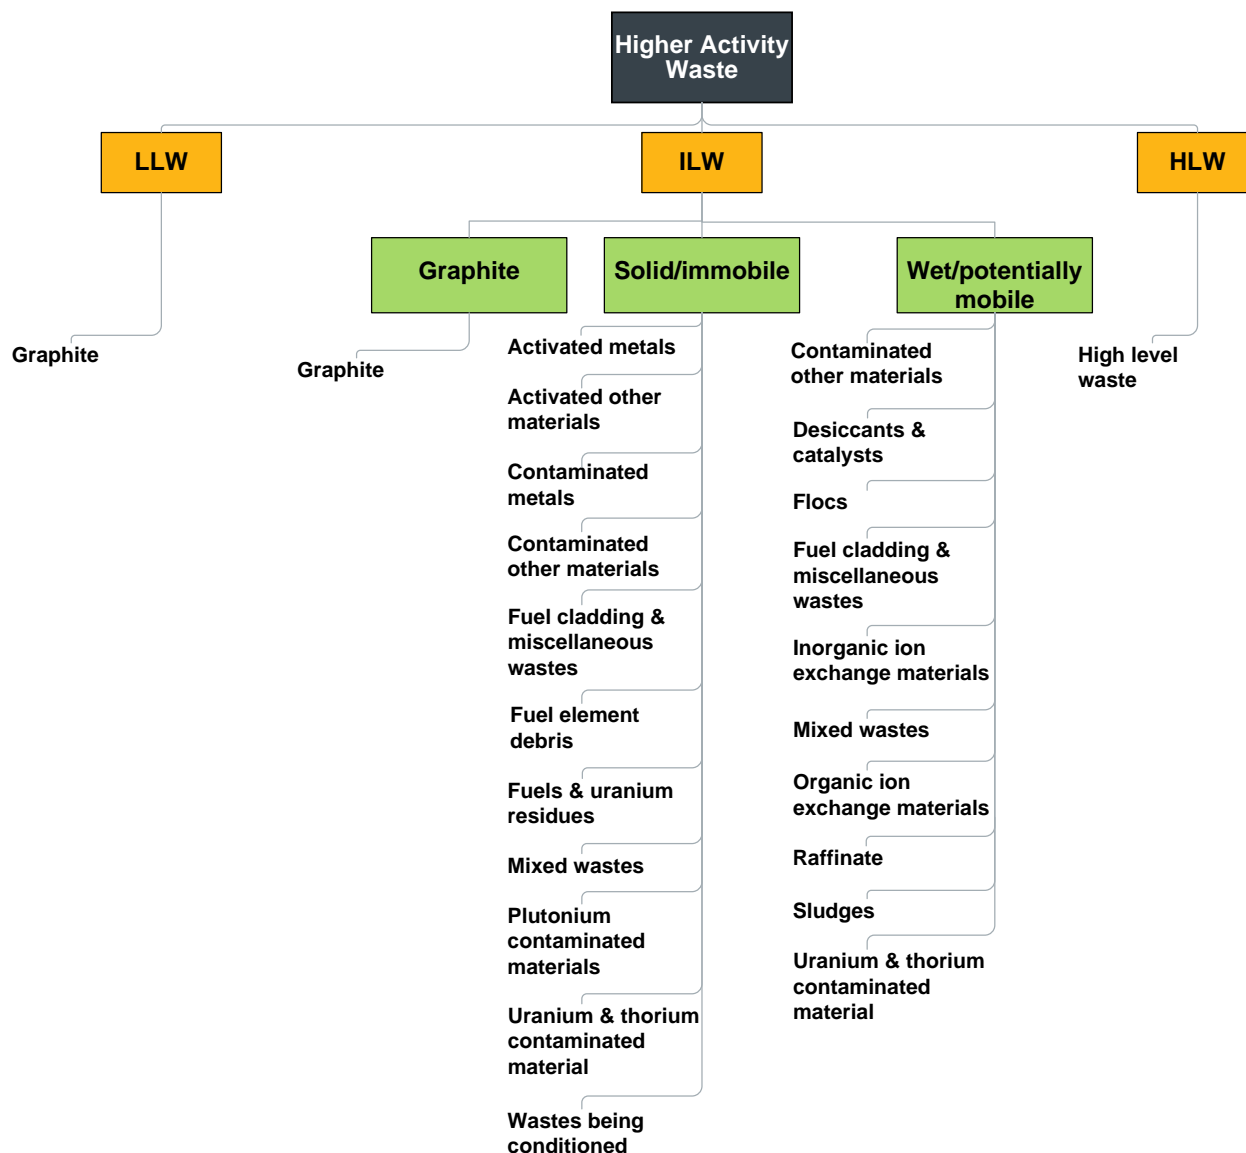 Higher Activity
Waste
LLW
ILW
HLW
Graphite
Solid/immobile
Wet/potentially
mobile
Graphite
Graphite
Activated metals
Activated other
materials
Contaminated
metals
Contaminated
other materials
Fuel cladding &
miscellaneous
wastes
Fuel element
debris
Fuels & uranium
residues
Mixed wastes
Plutonium
contaminated
materials
Uranium & thorium
contaminated
material
Wastes being
conditioned
Contaminated
other materials
Desiccants &
catalysts
Flocs
Fuel cladding &
miscellaneous
wastes
Inorganic ion
exchange materials
Mixed wastes
Organic ion
exchange materials
Raffinate
Sludges
Uranium & thorium
contaminated
material
High level
waste